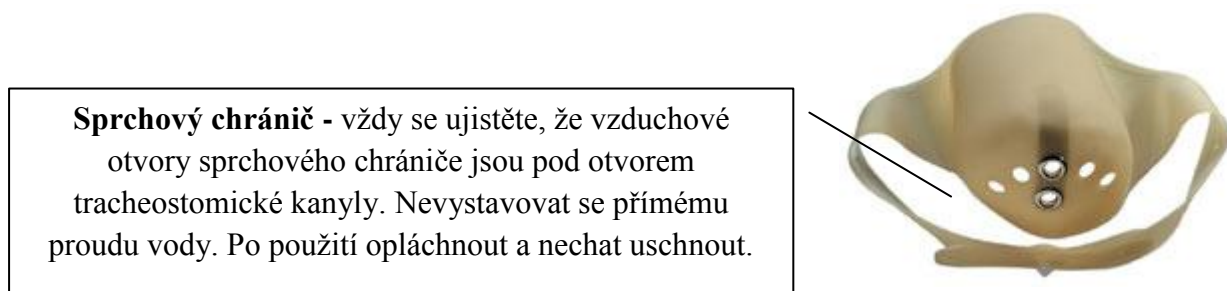 Sprchový chránič - vždy se ujistěte, že vzduchové
otvory sprchového chrániče jsou pod otvorem
tracheostomické kanyly. Nevystavovat se přímému
proudu vody. Po použití opláchnout a nechat uschnout.